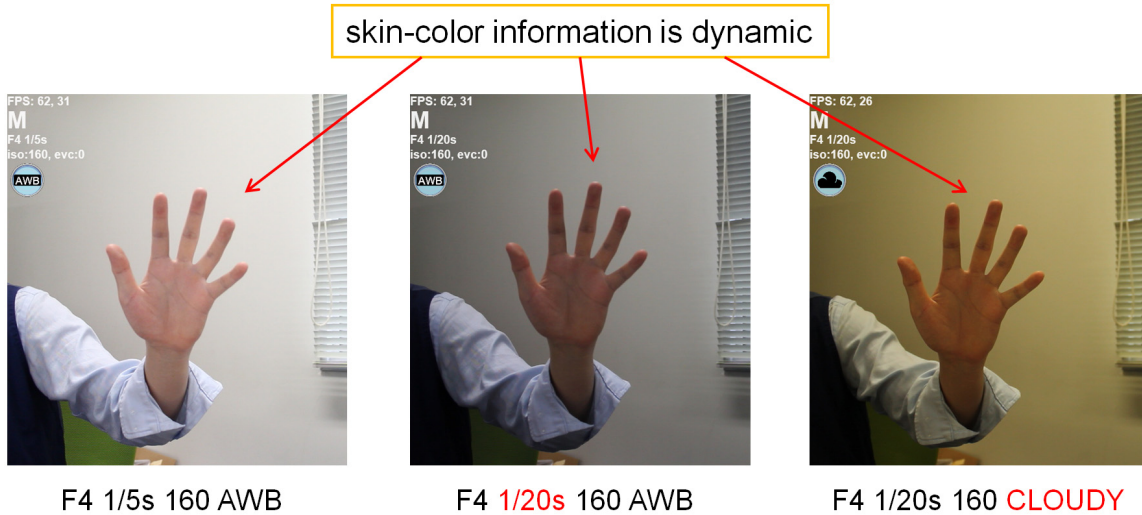 skin-color information is dynamic
FPS: 62, 31
M
F4 1/5s
iso:160, evc:0
AWB
FPS: 62, 31
M
F4 1/20s
iso:160, evc:0
AWB
FPS: 62, 26
M
F4 1/20s
iso:160, evc:0
F4 1/5s 160 AWB
F4 1/20s 160 AWB
F4 1/20s 160 CLOUDY